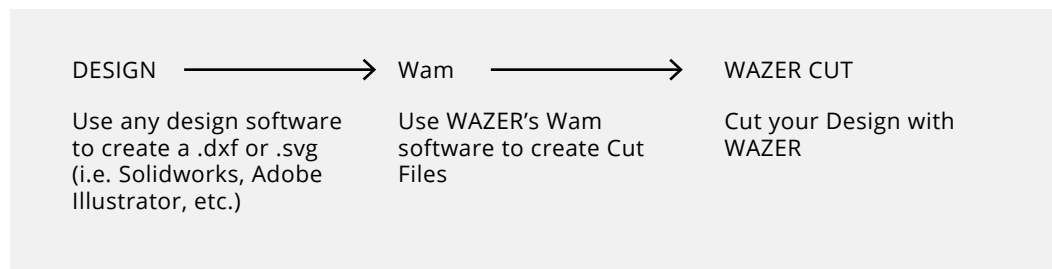 DESIGN
Use any design software
to create a .dxf or .svg
(i.e. Solidworks, Adobe
Illustrator, etc.)
Wam
Use WAZER’s Wam
software to create Cut
Files
WAZER CUT
Cut your Design with
WAZER